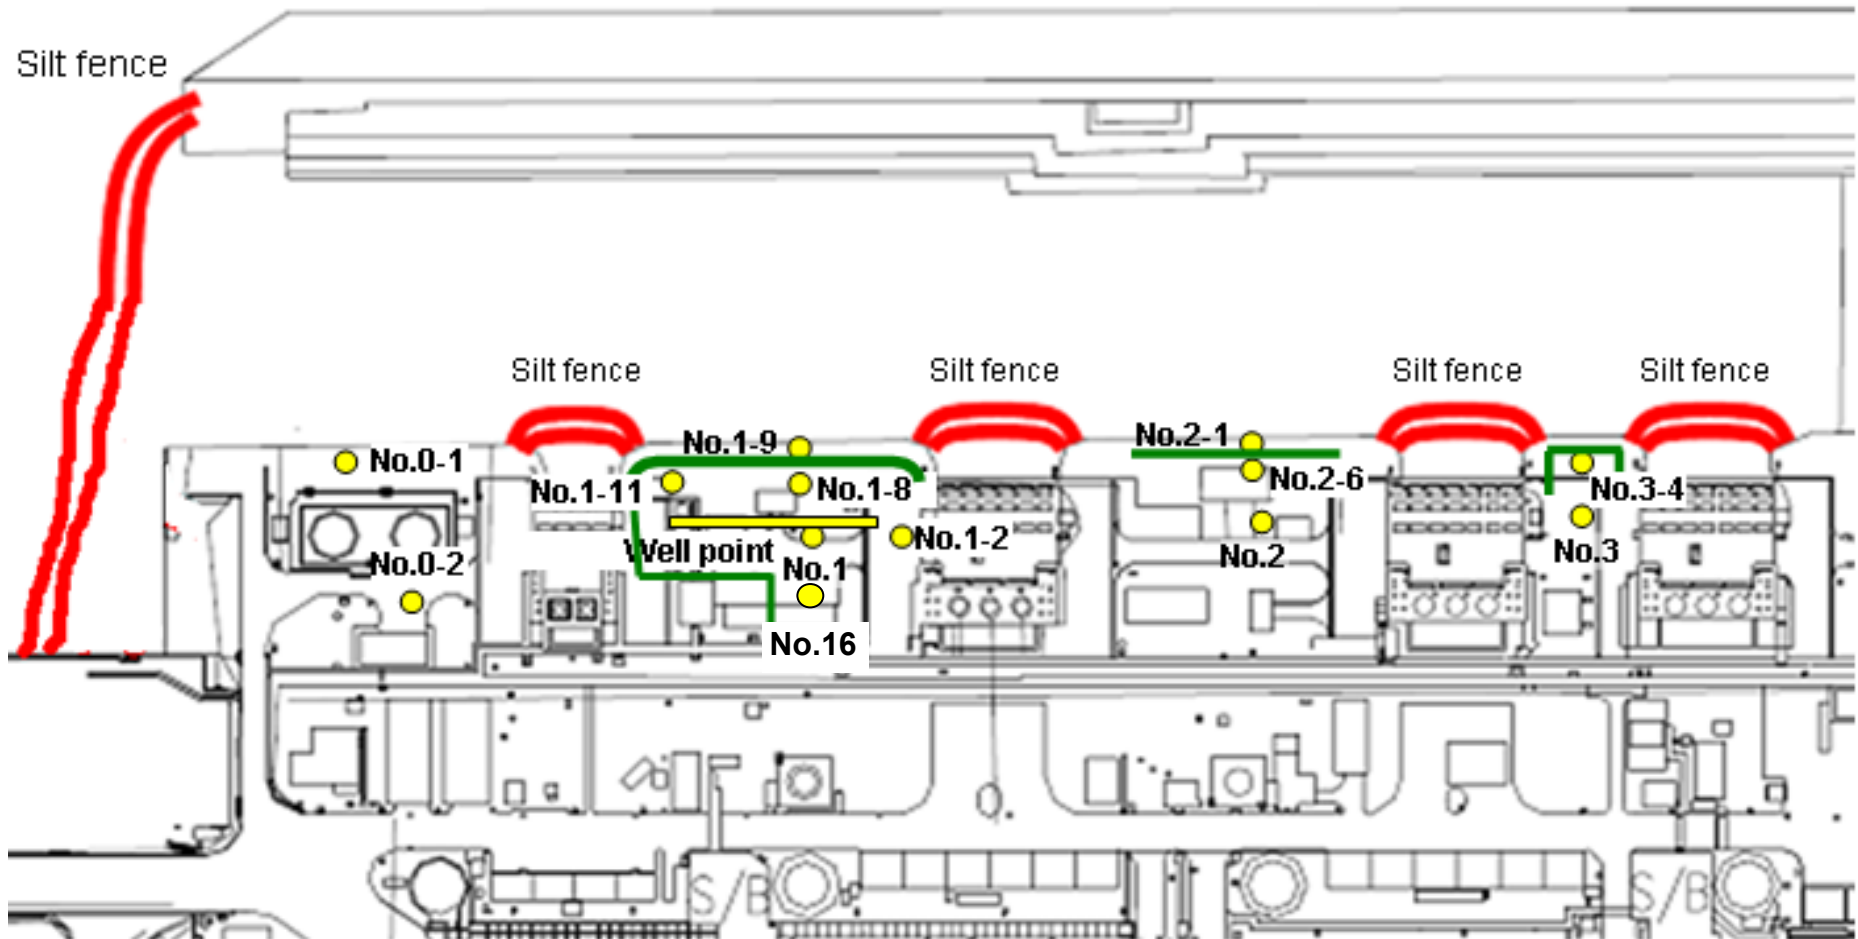 Silt fence
Silt fence
Silt fence
Silt fence
Silt fence
No.1-9
No.2-1
No.0-1
No.1-11
No.1-8
No.2-6
No.3-4
No.1-2
Well point
No.2
No.3
No.0-2
No.1
No.16
S/B
S/B